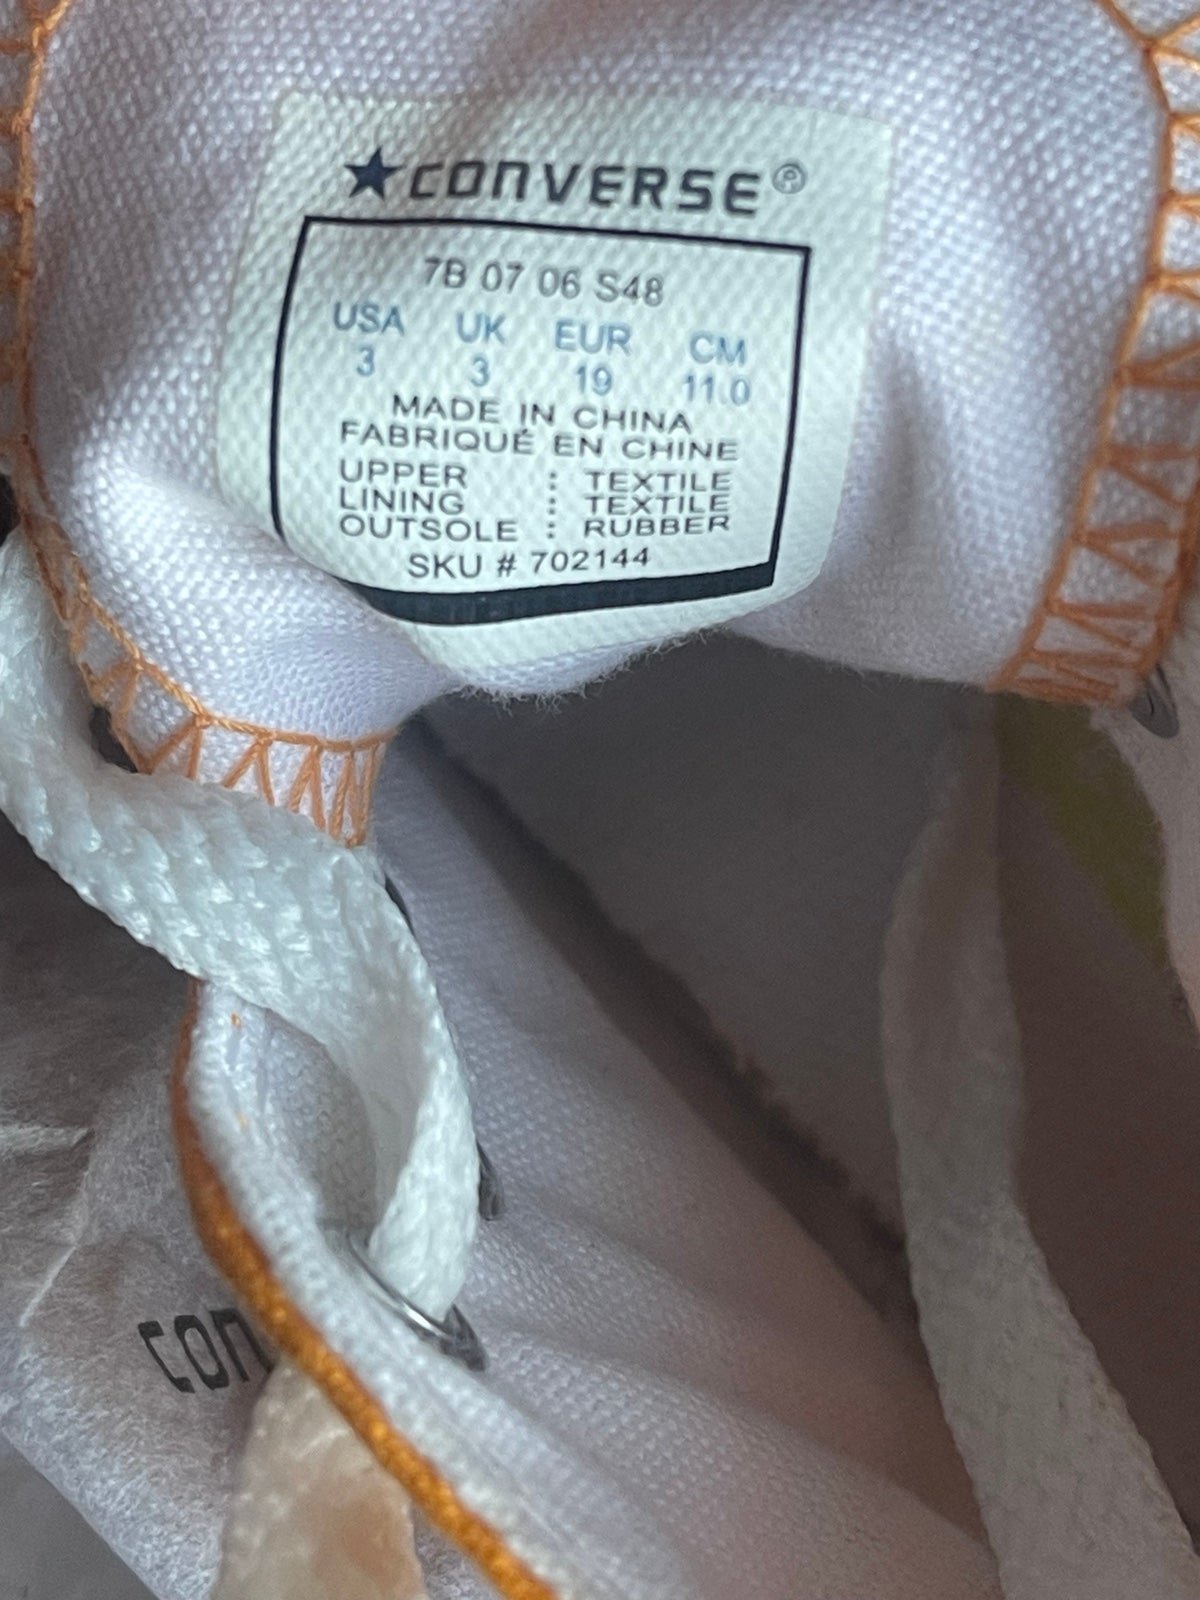 CONVERSE®
7B 07 06 S48
USA UK EUR CM
3 3 19 11.0
MADE IN CHINA
FABRIQUÉ EN CHINE
UPPER : TEXTILE
LINING : TEXTILE
OUTSOLE : RUBBER
SKU # 702144
CON